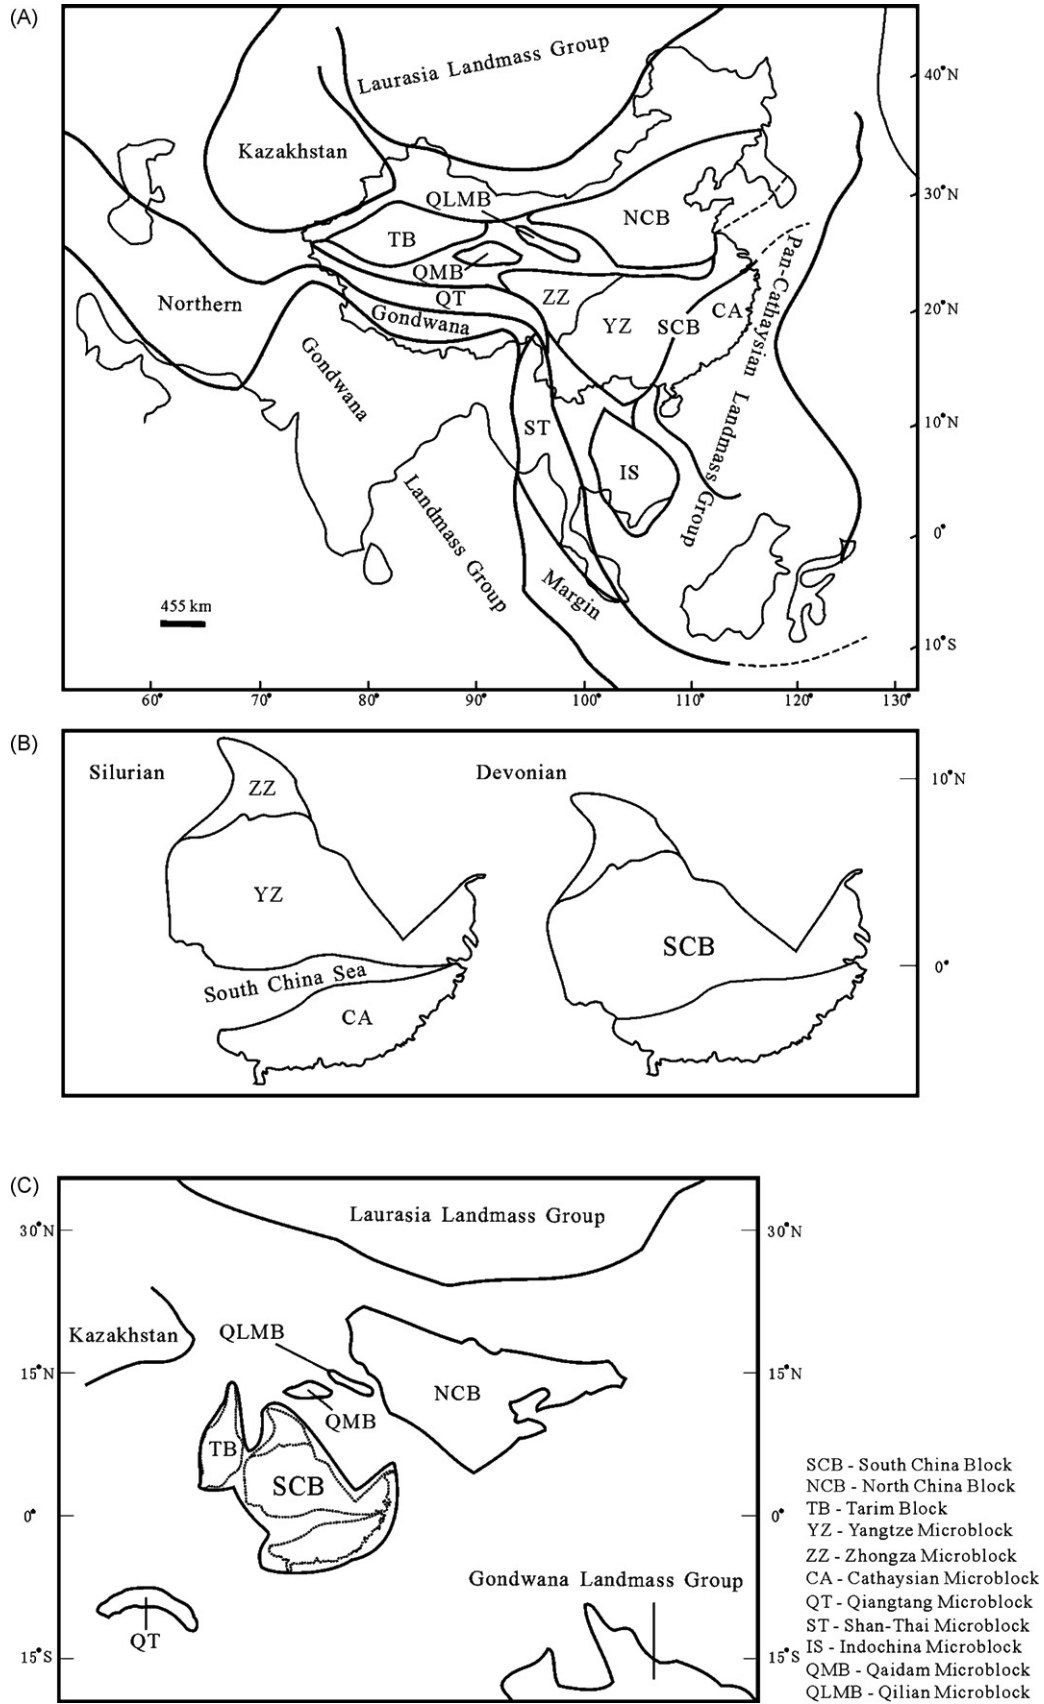 (A)
Laurasia Landmass Group
40°N
Kazakhstan
QLMB
30°N
NCB
TB
QMB
QT
ZZ
Northern
Gondwana
YZ
SCB
CA
20°N
Pan-Cathaysian Landmass Group
Gondwana
Landmass Group
ST
10°N
IS
0°
Margin
455 km
10°S
60°
70°
80°
90°
100°
110°
120°
130°
(B)
Silurian
Devonian
ZZ
10°N
YZ
SCB
South China Sea
0°
CA
(C)
Laurasia Landmass Group
30°N
30°N
Kazakhstan
QLMB
15°N
15°N
NCB
QMB
TB
SCB
0°
0°
Gondwana Landmass Group
QT
15°S
15°S
SCB - South China Block
NCB - North China Block
TB - Tarim Block
YZ - Yangtze Microblock
ZZ - Zhongza Microblock
CA - Cathaysian Microblock
QT - Qiangtang Microblock
ST - Shan-Thai Microblock
IS - Indochina Microblock
QMB - Qaidam Microblock
QLMB - Qilian Microblock